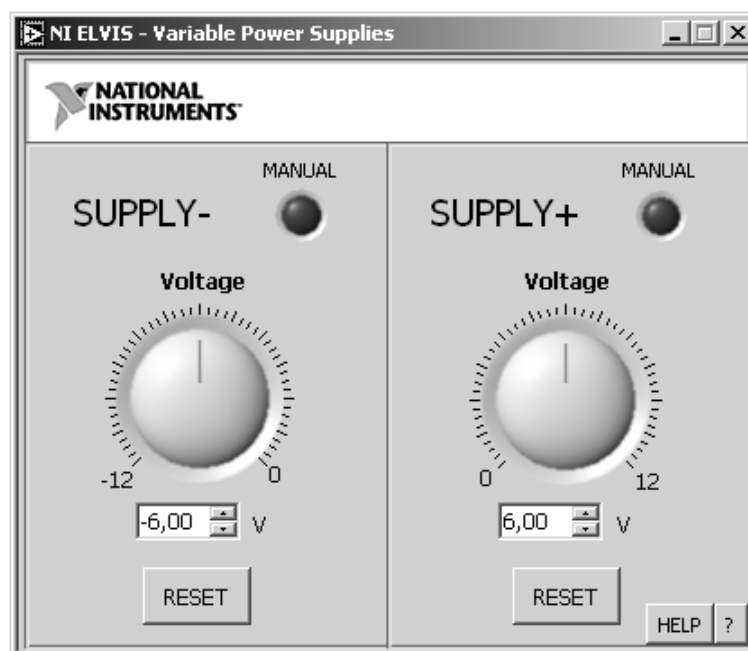 NI ELVIS - Variable Power Supplies
NATIONAL
INSTRUMENTS™
MANUAL
SUPPLY-
Voltage
-12
0
-6,00
V
RESET
MANUAL
SUPPLY+
Voltage
0
12
6,00
V
RESET
HELP
?